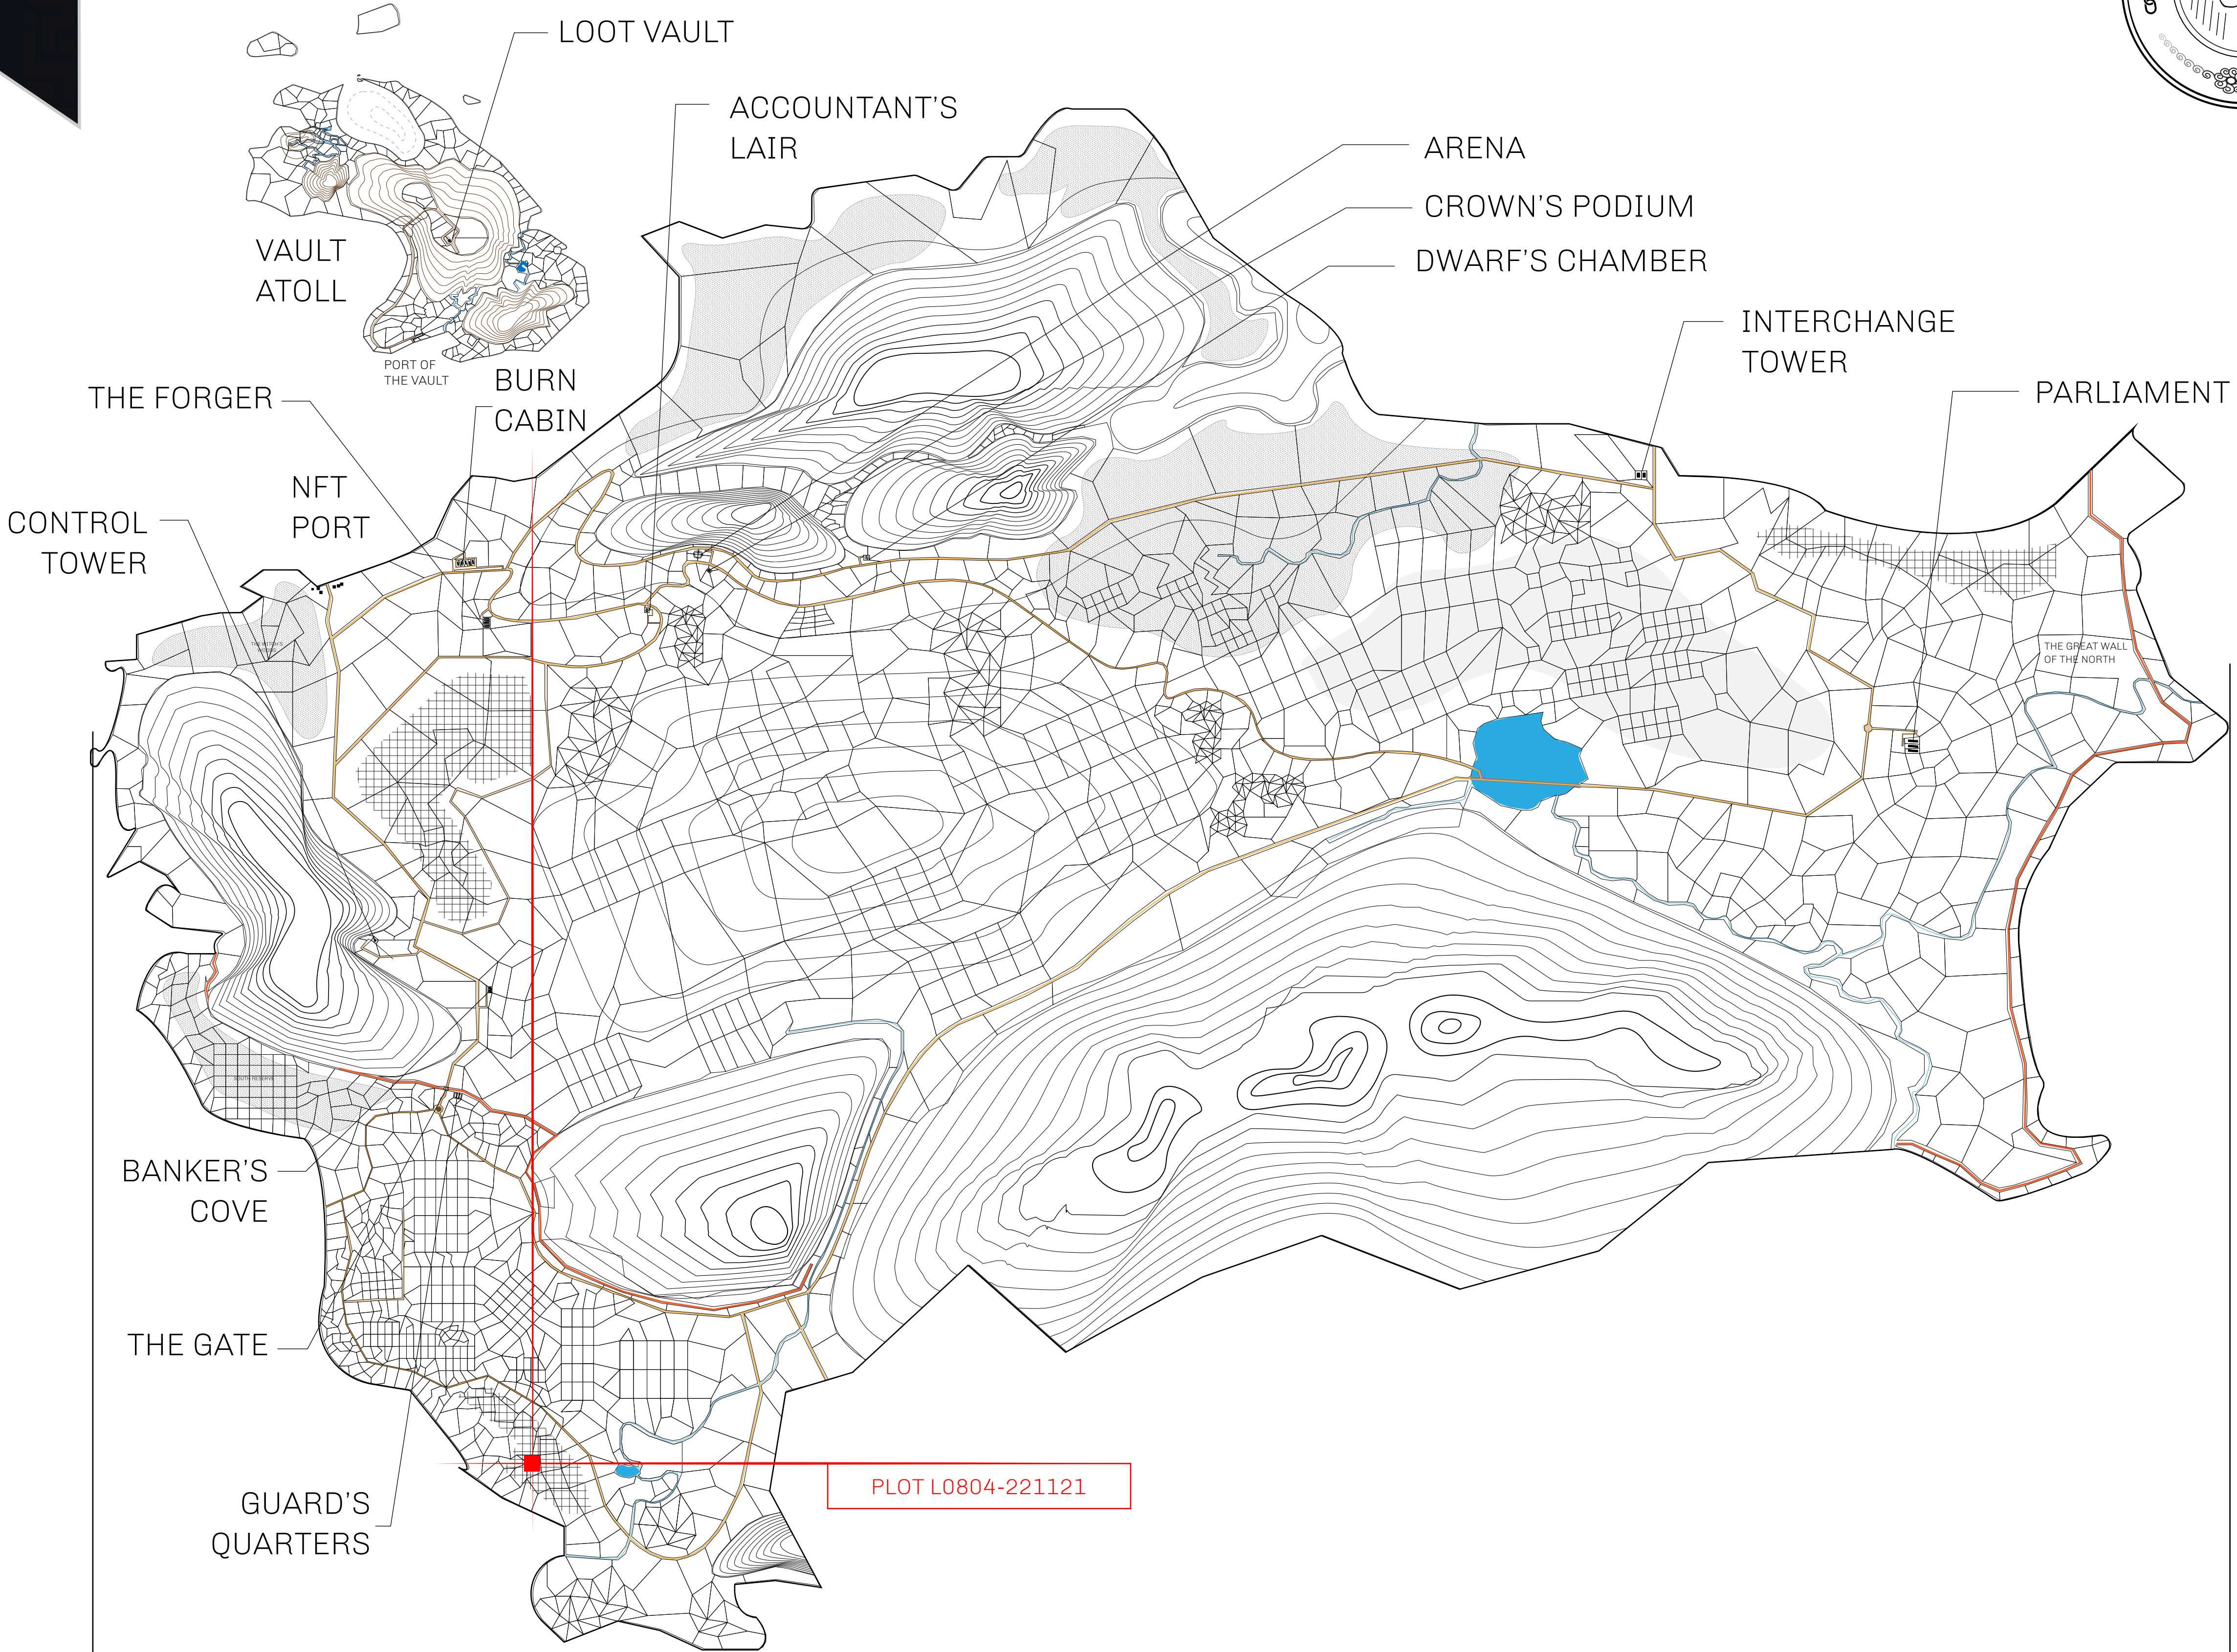 LOOT VAULT
ACCOUNTANT'S
LAIR
ARENA
CROWN'S PODIUM
DWARF'S CHAMBER
VAULT
ATOLL
INTERCHANGE
TOWER
PORT OF
THE VAULT
BURN
CABIN
THE FORGER
PARLIAMENT
NFT
PORT
CONTROL
TOWER
THE GREAT WALL
OF THE NORTH
SOUTH RESERVE
BANKER'S
COVE
THE GATE
PLOT L0804-221121
GUARD'S
QUARTERS